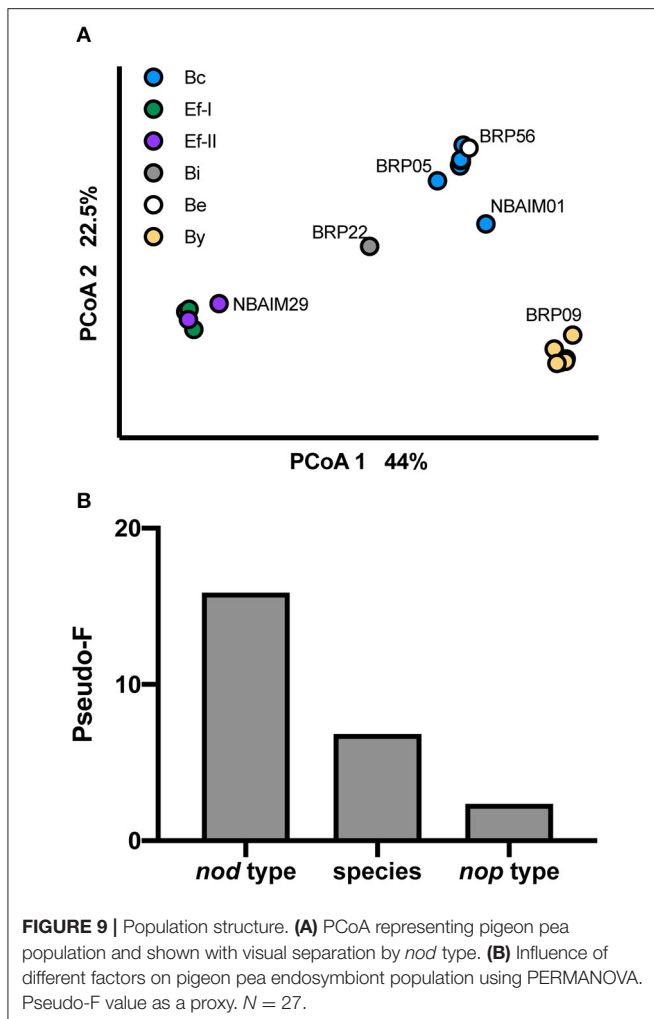 A
Bc
Ef-I
Ef-II
Bi
Be
By
BRP56
BRP05
NBAIM01
BRP22
NBAIM29
BRP09
PCoA 2 22.5%
PCoA 1 44%
B
20
10
0
Pseudo-F
nod type species nop type
FIGURE 9 | Population structure. (A) PCoA representing pigeon pea
population and shown with visual separation by nod type. (B) Influence of
different factors on pigeon pea endosymbiont population using PERMANOVA.
Pseudo-F value as a proxy. N = 27.